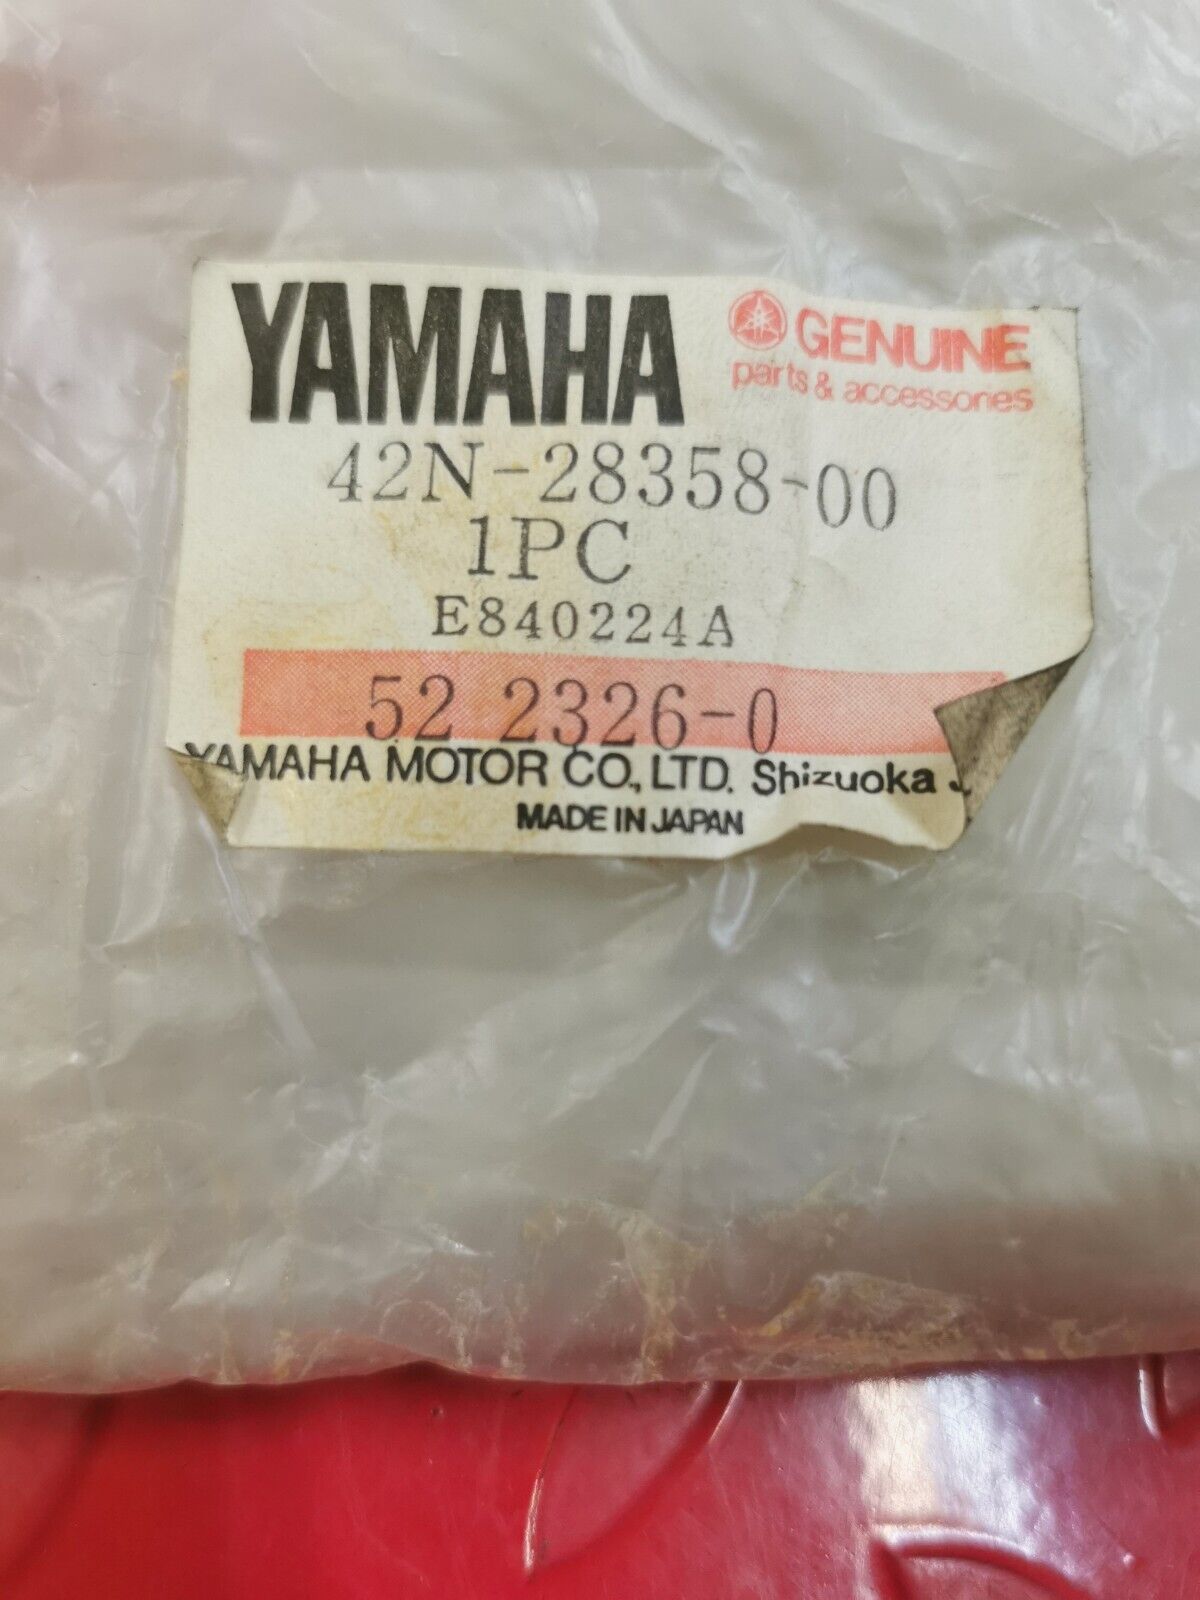 YAMAHA
GENUINE
parts & accessories
42N-28358-00
1PC
E840224A
52 2326-0
YAMAHA MOTOR CO., LTD. Shizuoka
MADE IN JAPAN